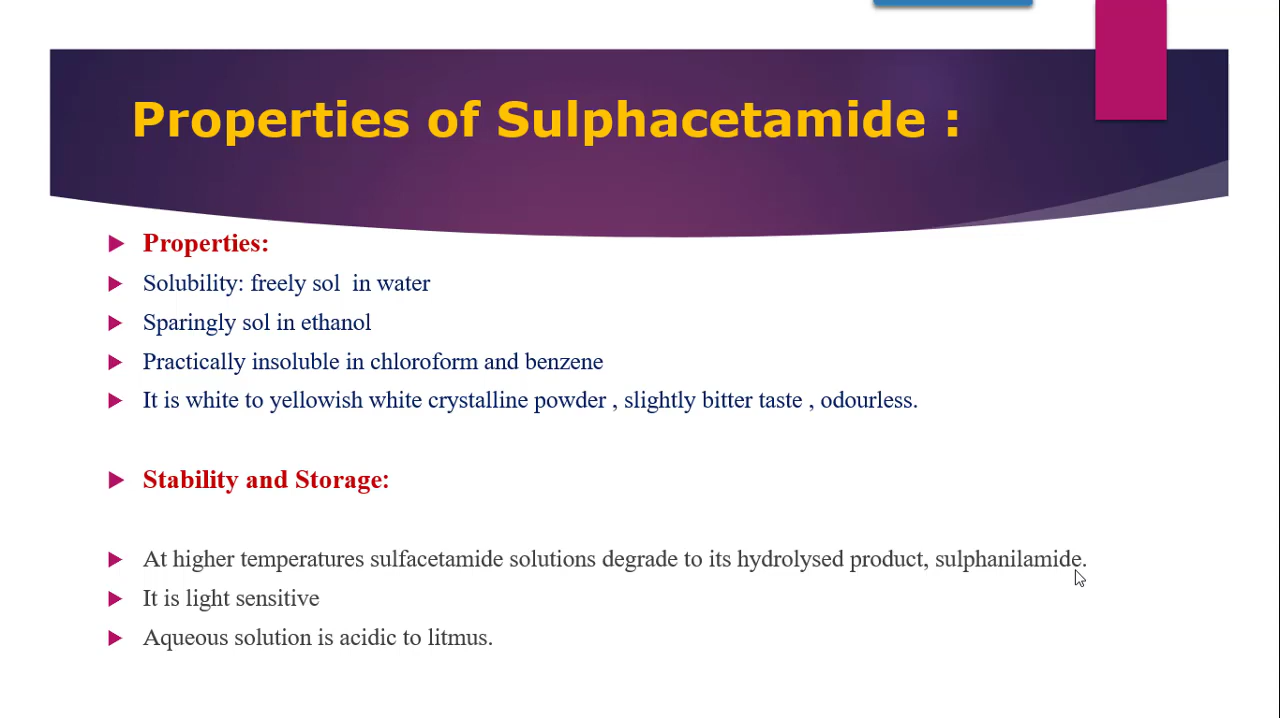 Properties of Sulphacetamide :
Properties:
Solubility: freely sol in water
Sparingly sol in ethanol
Practically insoluble in chloroform and benzene
It is white to yellowish white crystalline powder , slightly bitter taste , odourless.
Stability and Storage:
At higher temperatures sulfacetamide solutions degrade to its hydrolysed product, sulphanilamide.
It is light sensitive
Aqueous solution is acidic to litmus.